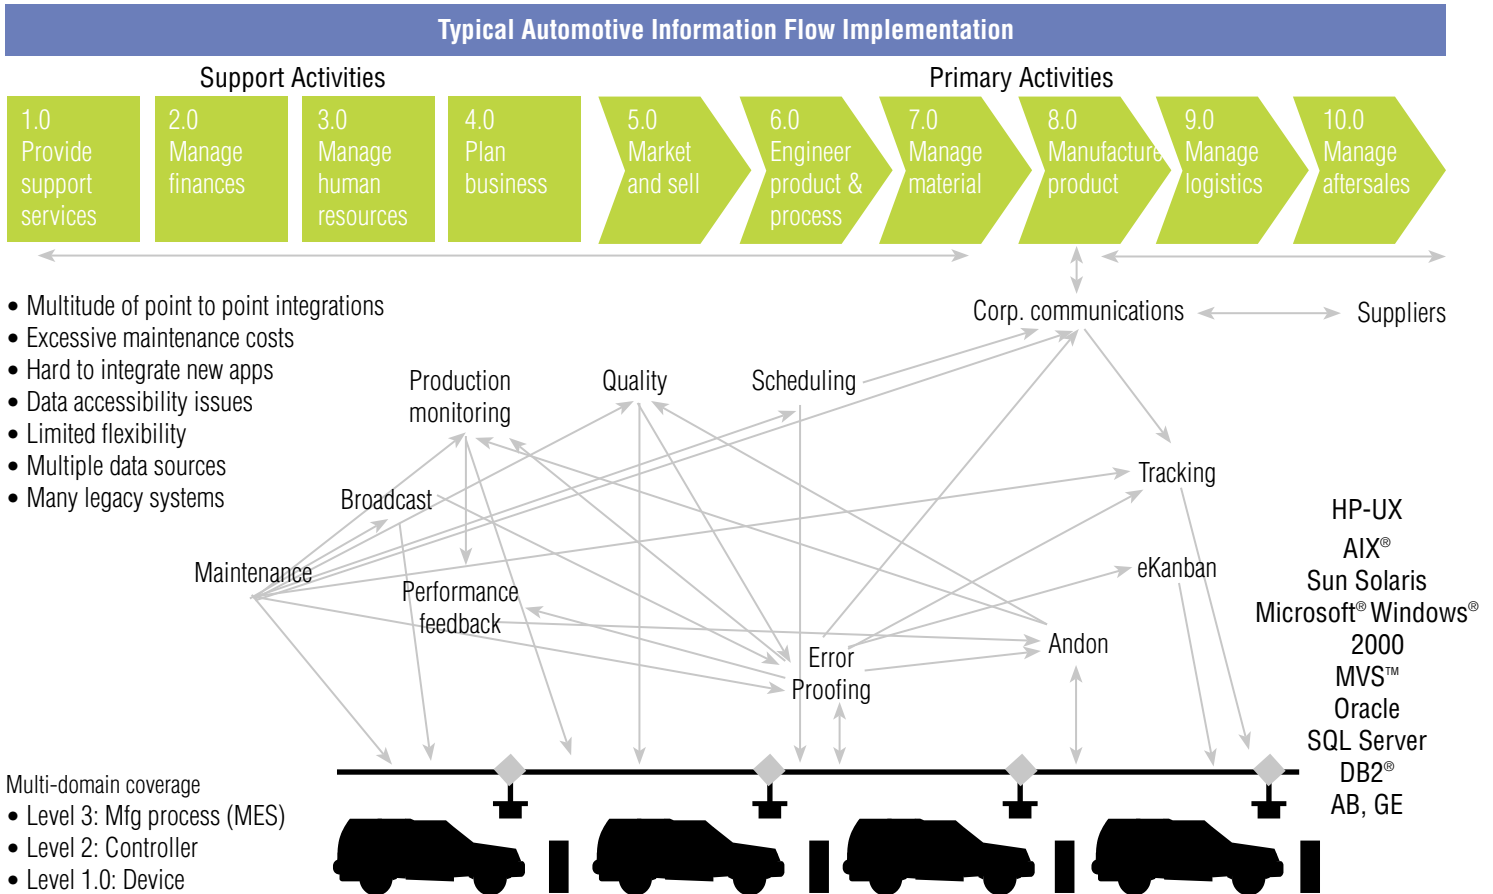 Typical Automotive Information Flow Implementation
Support Activities
Primary Activities
1.0
Provide
support
services
2.0
Manage
finances
3.0
Manage
human
resources
4.0
Plan
business
5.0
Market
and sell
6.0
Engineer
product &
process
7.0
Manage
material
8.0
Manufacture
product
9.0
Manage
logistics
10.0
Manage
aftersales
• Multitude of point to point integrations
• Excessive maintenance costs
• Hard to integrate new apps
• Data accessibility issues
• Limited flexibility
• Multiple data sources
• Many legacy systems
Corp. communications
Suppliers
Production
monitoring
Quality
Scheduling
Tracking
Broadcast
Maintenance
Performance
feedback
eKanban
Error
Proofing
Andon
HP-UX
AIX®
Sun Solaris
Microsoft® Windows®
2000
MVS™
Oracle
SQL Server
DB2®
AB, GE
Multi-domain coverage
• Level 3: Mfg process (MES)
• Level 2: Controller
• Level 1.0: Device